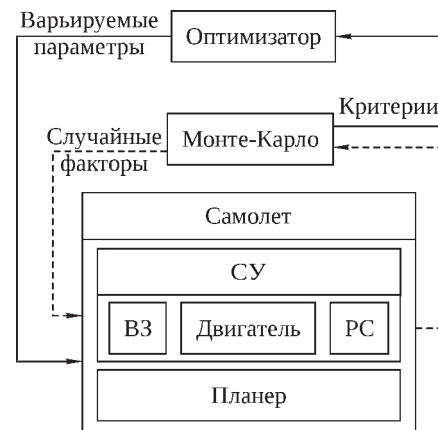 Варьируемые
параметры
Оптимизатор
Критерии
Случайные
факторы
Монте-Карло
Самолет
СУ
ВЗ
Двигатель
РС
Планер